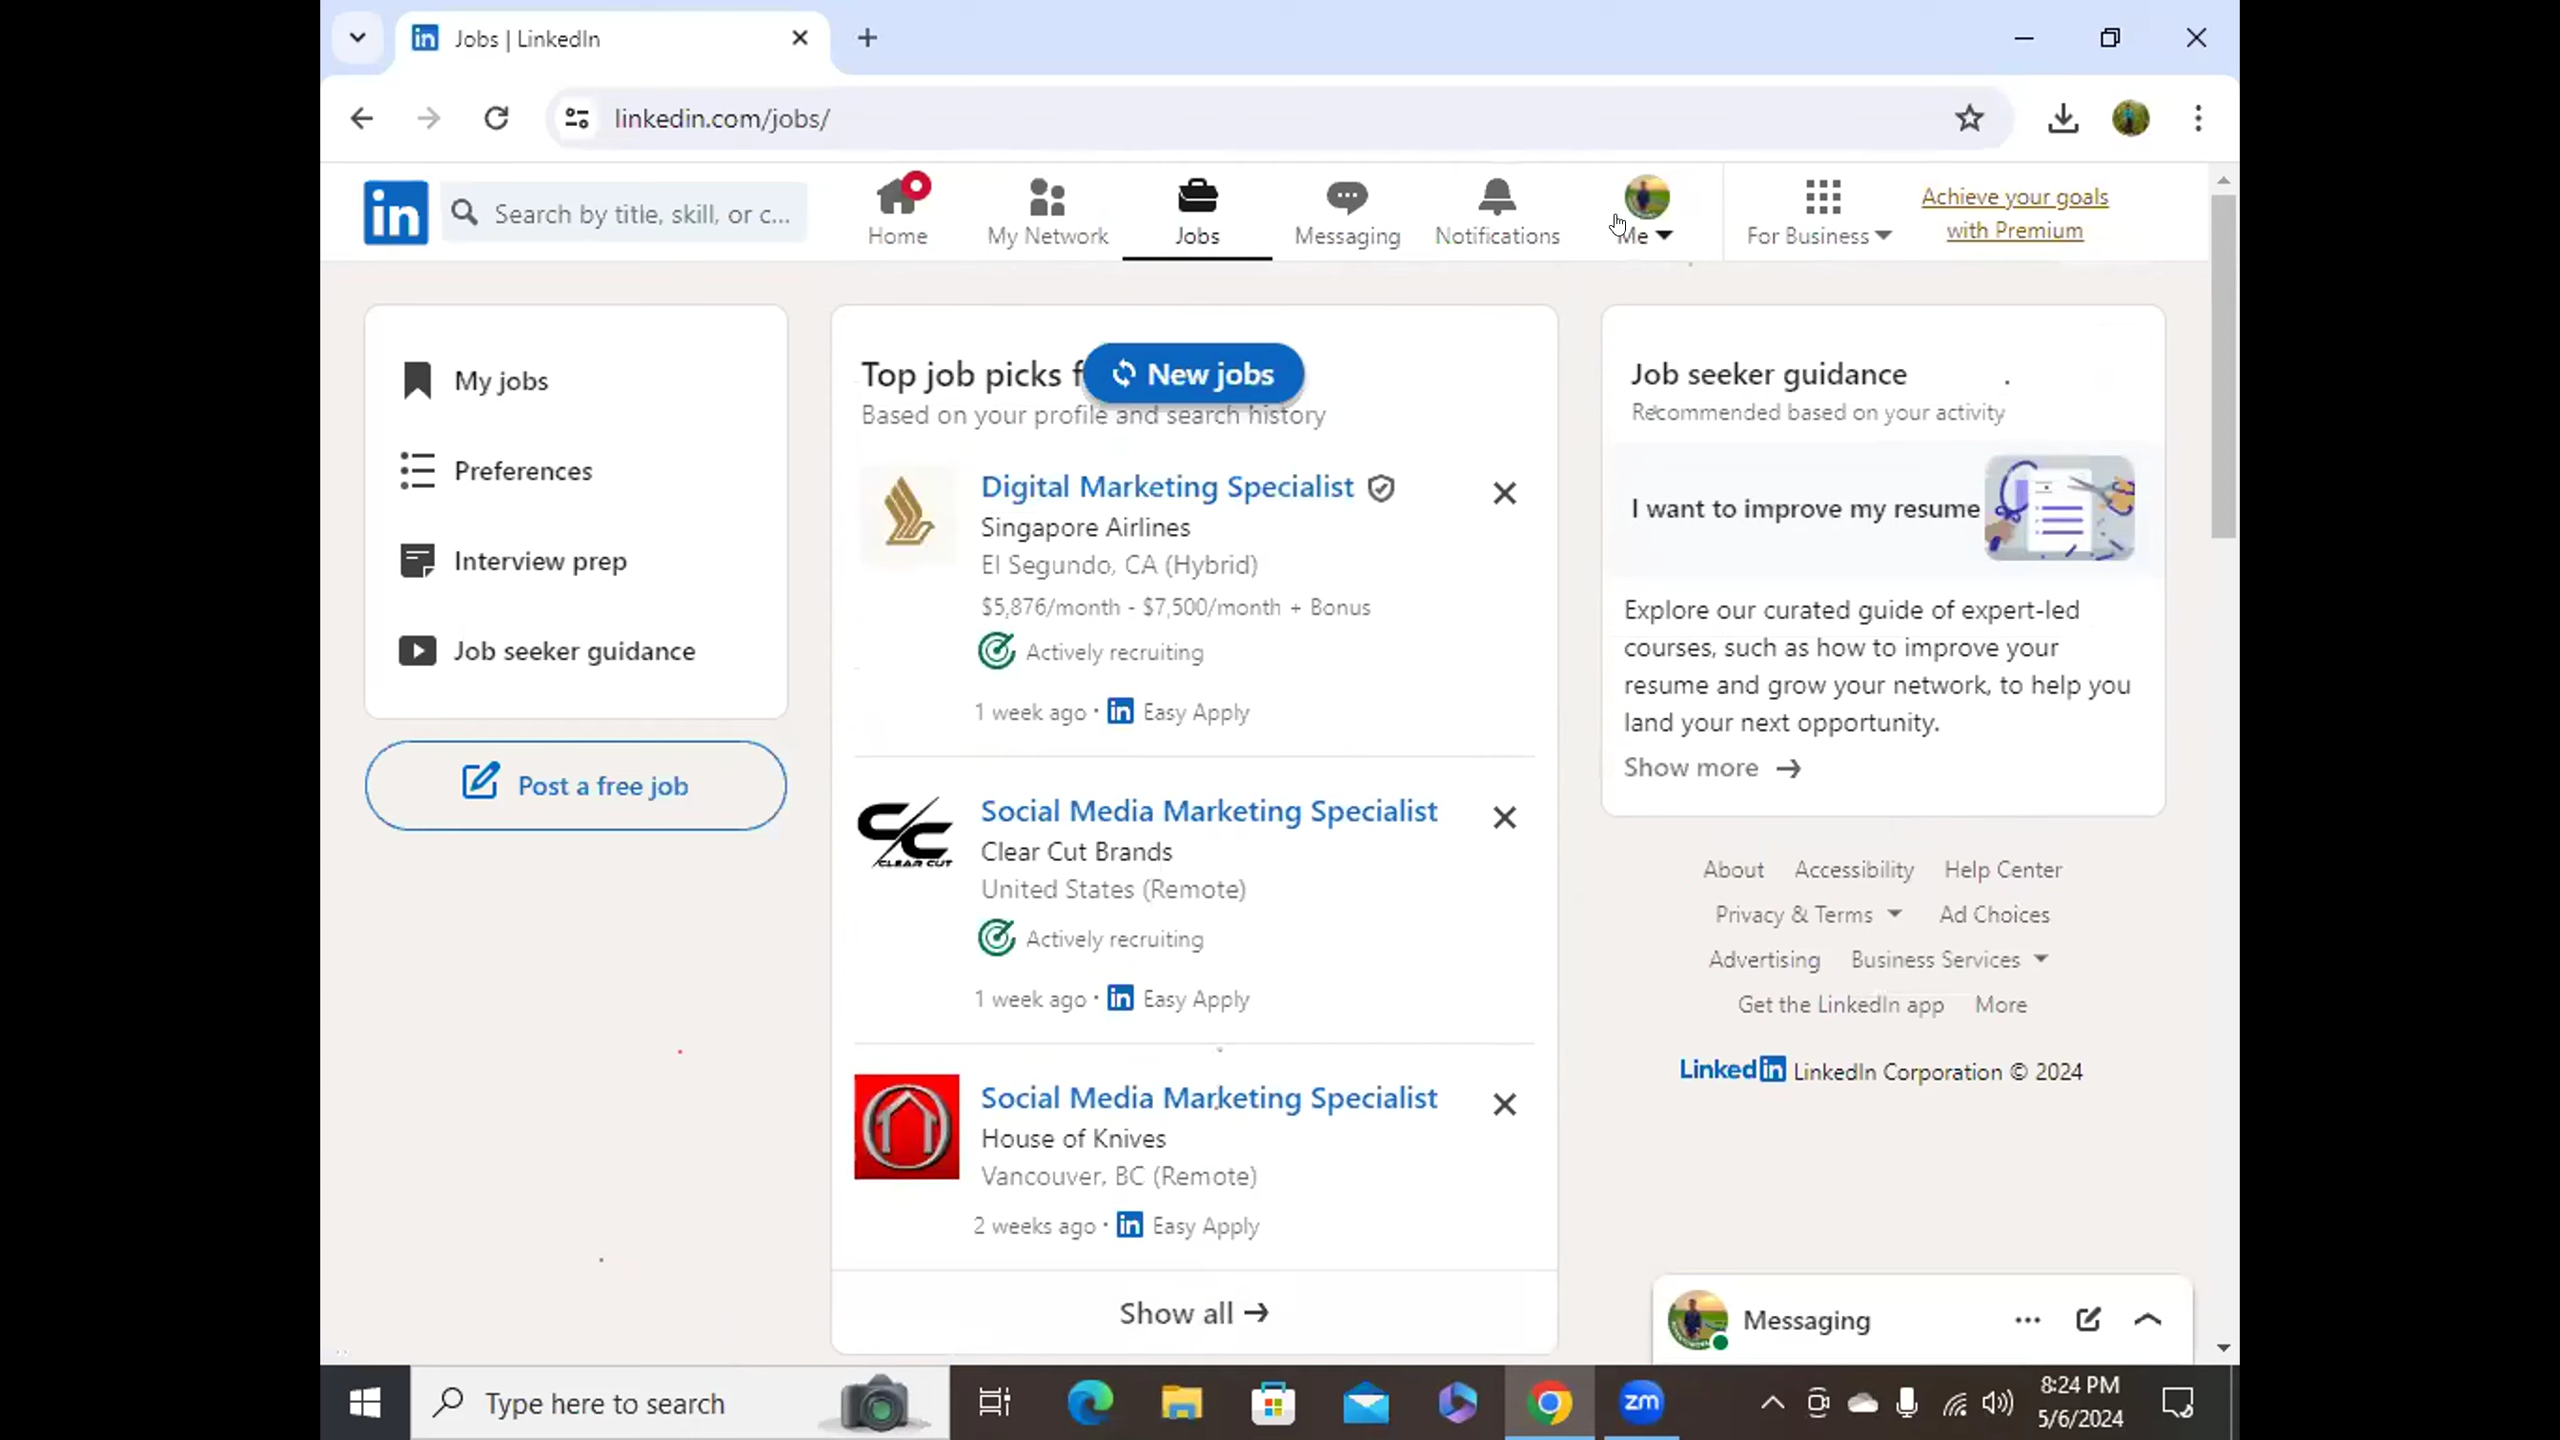 Jobs | LinkedIn
linkedin.com/jobs/
in
Search by title, skill, or c...
Home
My Network
Jobs
Messaging
Notifications
Me
For Business
Achieve your goals
with Premium
My jobs
Preferences
Interview prep
Job seeker guidance
Post a free job
Top job picks f
New jobs
Based on your profile and search history
Digital Marketing Specialist
Singapore Airlines
El Segundo, CA (Hybrid)
$5,876/month - $7,500/month + Bonus
Actively recruiting
1 week ago · in Easy Apply
CLEAR CUT
Social Media Marketing Specialist
Clear Cut Brands
United States (Remote)
Actively recruiting
1 week ago · in Easy Apply
Social Media Marketing Specialist
House of Knives
Vancouver, BC (Remote)
2 weeks ago · in Easy Apply
Show all →
Job seeker guidance
Recommended based on your activity
I want to improve my resume
Explore our curated guide of expert-led
courses, such as how to improve your
resume and grow your network, to help you
land your next opportunity.
Show more →
About Accessibility Help Center
Privacy & Terms Ad Choices
Advertising Business Services
Get the LinkedIn app More
Linkedin LinkedIn Corporation © 2024
Messaging
Type here to search
zm
8:24 PM
5/6/2024